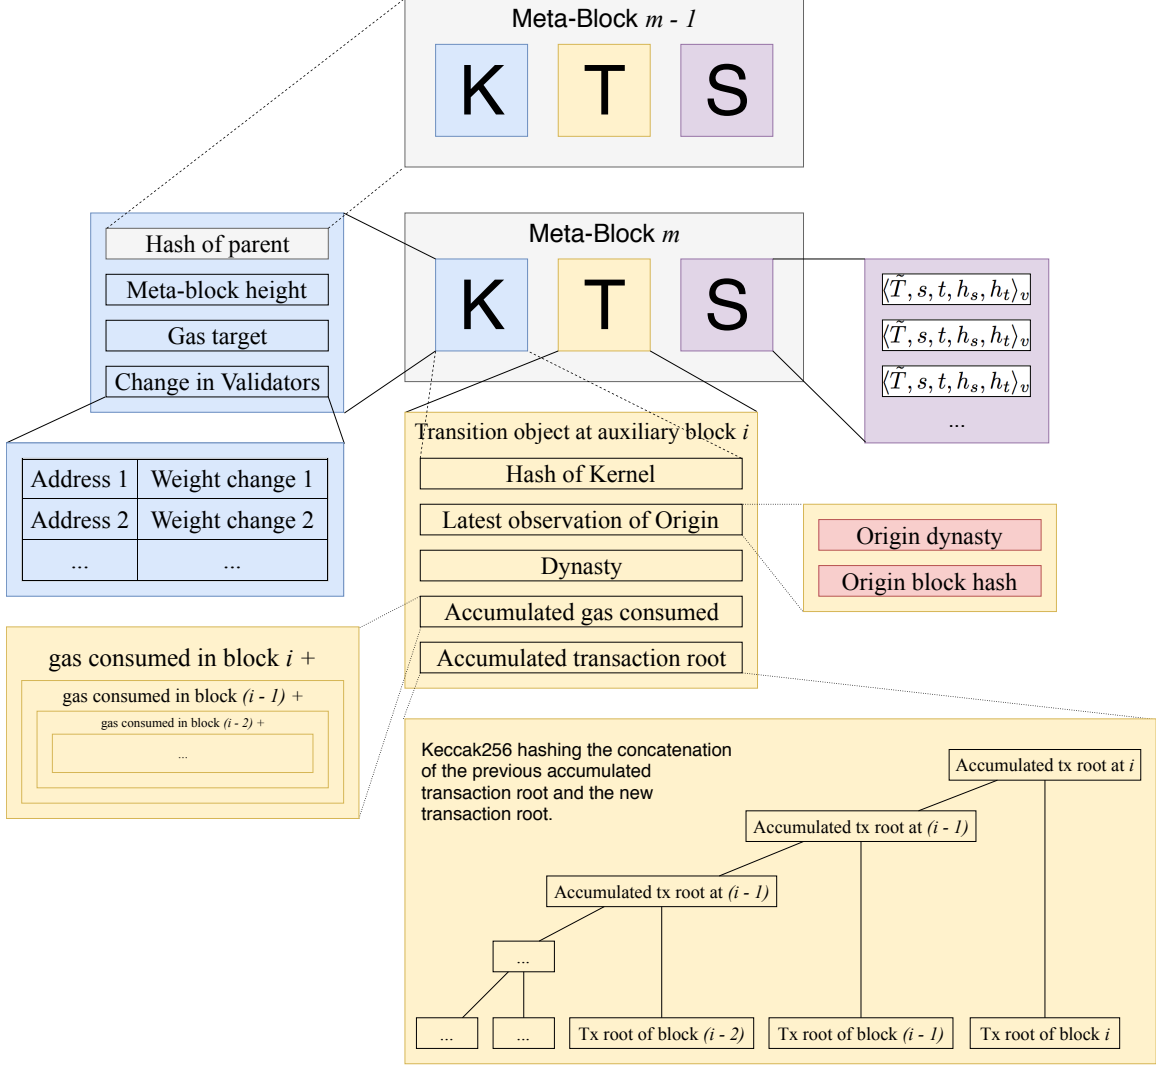 Meta-Block m - 1
K T S
Meta-Block m
K T S
Hash of parent
Meta-block height
Gas target
Change in Validators
Address 1 Weight change 1
Address 2 Weight change 2
... ...
⟨T̃, s, t, h_s, h_t⟩_v
⟨T̃, s, t, h_s, h_t⟩_v
⟨T̃, s, t, h_s, h_t⟩_v
...
Transition object at auxiliary block i
Hash of Kernel
Latest observation of Origin
Dynasty
Accumulated gas consumed
Accumulated transaction root
Origin dynasty
Origin block hash
gas consumed in block i +
gas consumed in block (i - 1) +
gas consumed in block (i - 2) +
...
Keccak256 hashing the concatenation
of the previous accumulated
transaction root and the new
transaction root.
Accumulated tx root at i
Accumulated tx root at (i - 1)
Accumulated tx root at (i - 1)
...
... ... Tx root of block (i - 2) Tx root of block (i - 1) Tx root of block i